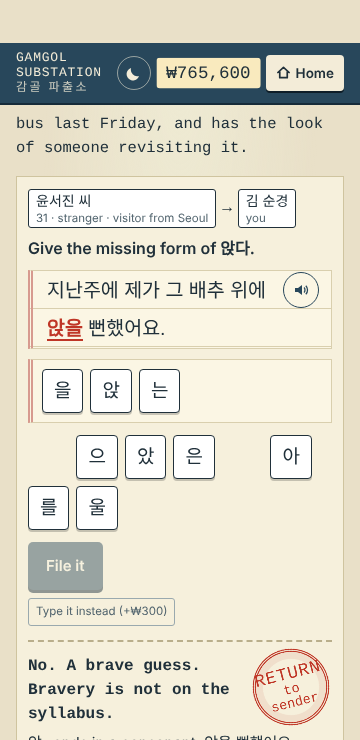 GAMGOL
SUBSTATION
감골 파출소
₩765,600
Home
bus last Friday, and has the look
of someone revisiting it.
윤서진 씨
31 · stranger · visitor from Seoul
→
김 순경
you
Give the missing form of 앉다.
지난주에 제가 그 배추 위에
앉을 뻔했어요.
을 앉 는
으 았 은 아
를 울
File it
Type it instead (+₩300)
No. A brave guess.
Bravery is not on the
syllabus.
RETURN
to
sender